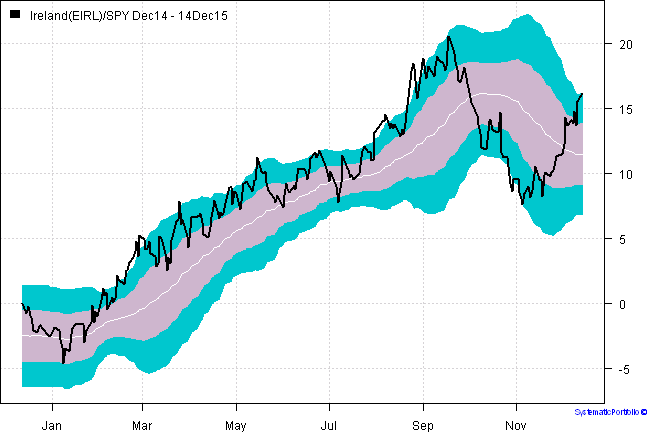 Ireland(EIRL)/SPY Dec14 - 14Dec15
20
15
10
5
0
-5
Jan Mar May Jul Sep Nov
SystematicPortfolio ©